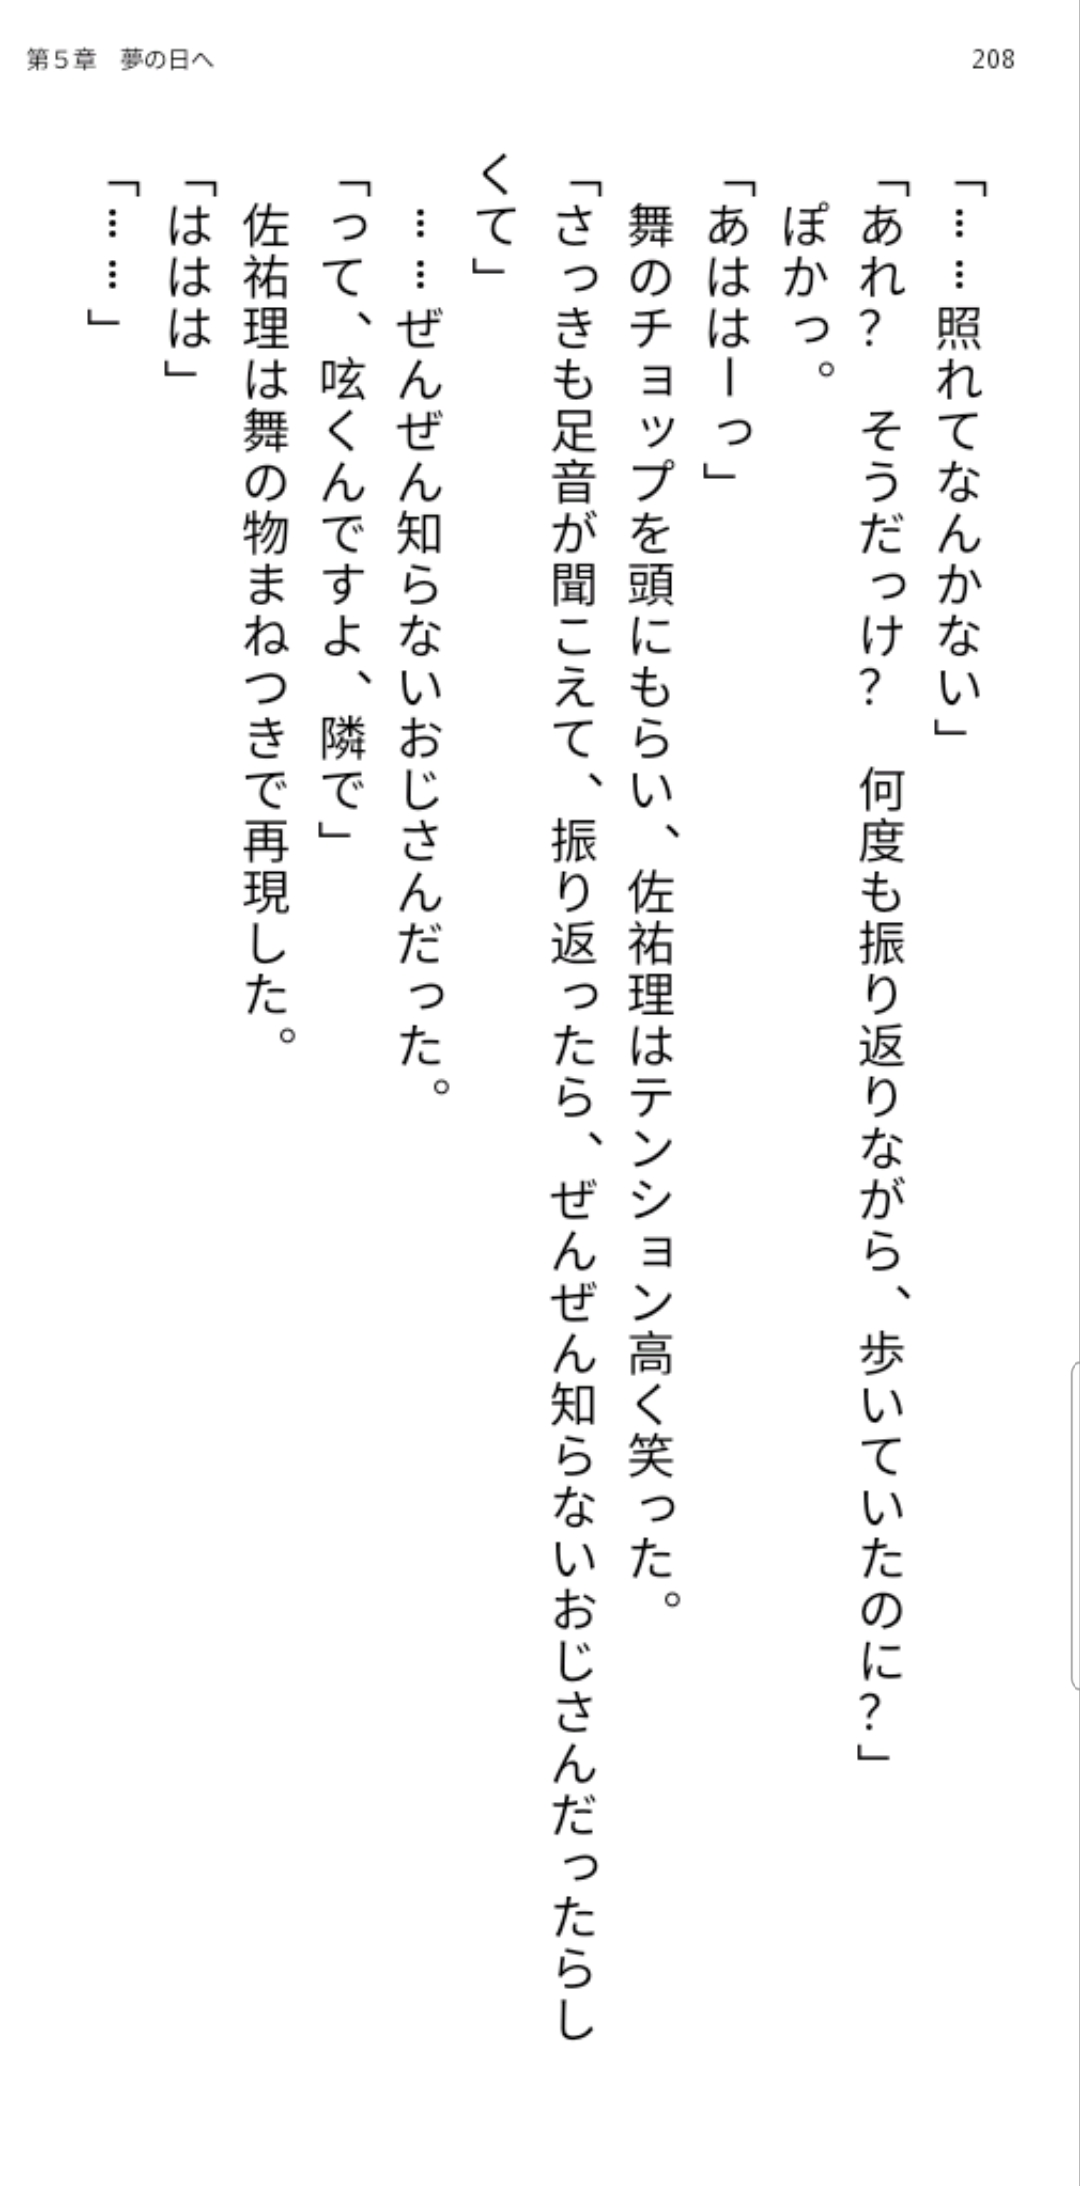 第５章　夢の日へ
208
「……照れてなんかない」
「あれ？　そうだっけ？　何度も振り返りながら、歩いていたのに？」
　ぽかっ。
「あははーっ」
　舞のチョップを頭にもらい、佐祐理はテンション高く笑った。
「さっきも足音が聞こえて、振り返ったら、ぜんぜん知らないおじさんだったらし
くて」
　……ぜんぜん知らないおじさんだった。
「って、呟くんですよ、隣で」
　佐祐理は舞の物まねつきで再現した。
「ははは」
「……」